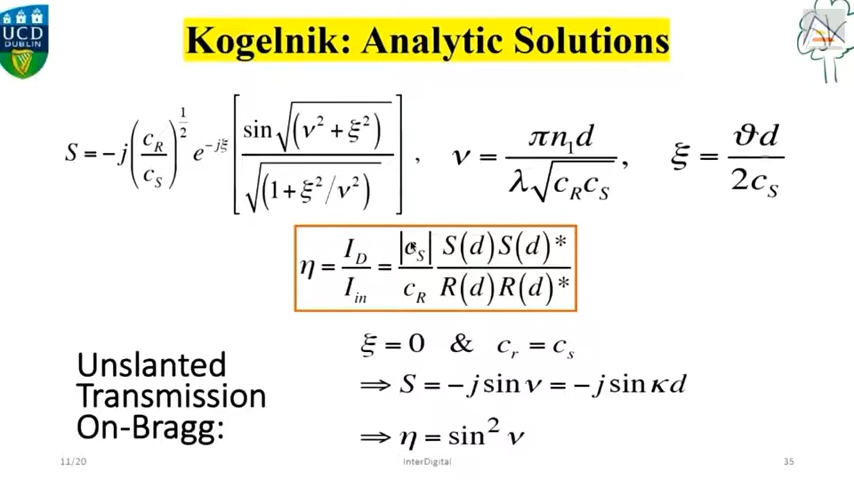 UCD
DUBLIN
Kogelnik: Analytic Solutions
S = −j(c_R/c_S)^{1/2} e^{−jξ} [sin√(ν² + ξ²) / √(1 + ξ²/ν²)], ν = πn₁d / λ√(c_R c_S), ξ = ϑd / 2c_S
η = I_D/I_in = |c_S|/c_R S(d)S(d)*/R(d)R(d)*
ξ = 0 & c_r = c_s
Unslanted
Transmission
On-Bragg:
⇒ S = −j sin ν = −j sin κd
⇒ η = sin² ν
11/20
InterDigital
35